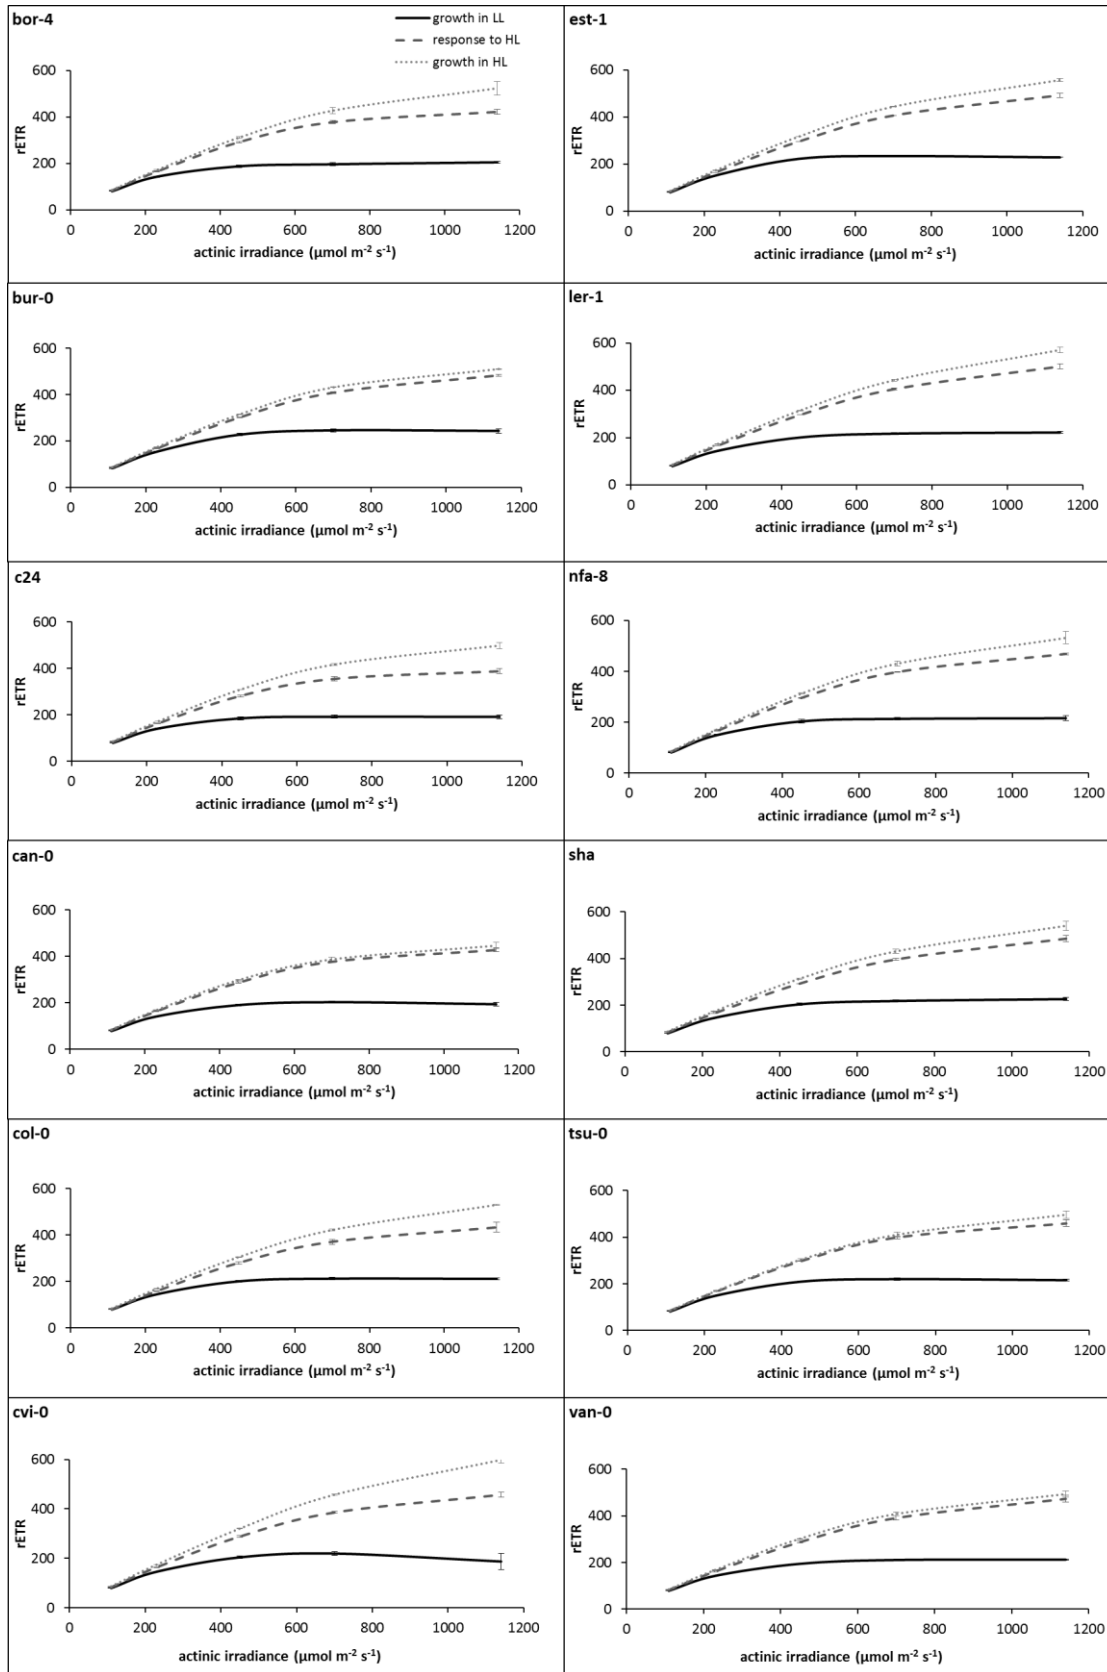 bor-4
growth in LL
response to HL
growth in HL
600
400
200
0
rETR
0 200 400 600 800 1000 1200
actinic irradiance (µmol m⁻² s⁻¹)
est-1
600
400
200
0
rETR
0 200 400 600 800 1000 1200
actinic irradiance (µmol m⁻² s⁻¹)
bur-0
600
400
200
0
rETR
0 200 400 600 800 1000 1200
actinic irradiance (µmol m⁻² s⁻¹)
ler-1
600
400
200
0
rETR
0 200 400 600 800 1000 1200
actinic irradiance (µmol m⁻² s⁻¹)
c24
600
400
200
0
rETR
0 200 400 600 800 1000 1200
actinic irradiance (µmol m⁻² s⁻¹)
nfa-8
600
400
200
0
rETR
0 200 400 600 800 1000 1200
actinic irradiance (µmol m⁻² s⁻¹)
can-0
600
400
200
0
rETR
0 200 400 600 800 1000 1200
actinic irradiance (µmol m⁻² s⁻¹)
sha
600
400
200
0
rETR
0 200 400 600 800 1000 1200
actinic irradiance (µmol m⁻² s⁻¹)
col-0
600
400
200
0
rETR
0 200 400 600 800 1000 1200
actinic irradiance (µmol m⁻² s⁻¹)
tsu-0
600
400
200
0
rETR
0 200 400 600 800 1000 1200
actinic irradiance (µmol m⁻² s⁻¹)
cvi-0
600
400
200
0
rETR
0 200 400 600 800 1000 1200
actinic irradiance (µmol m⁻² s⁻¹)
van-0
600
400
200
0
rETR
0 200 400 600 800 1000 1200
actinic irradiance (µmol m⁻² s⁻¹)